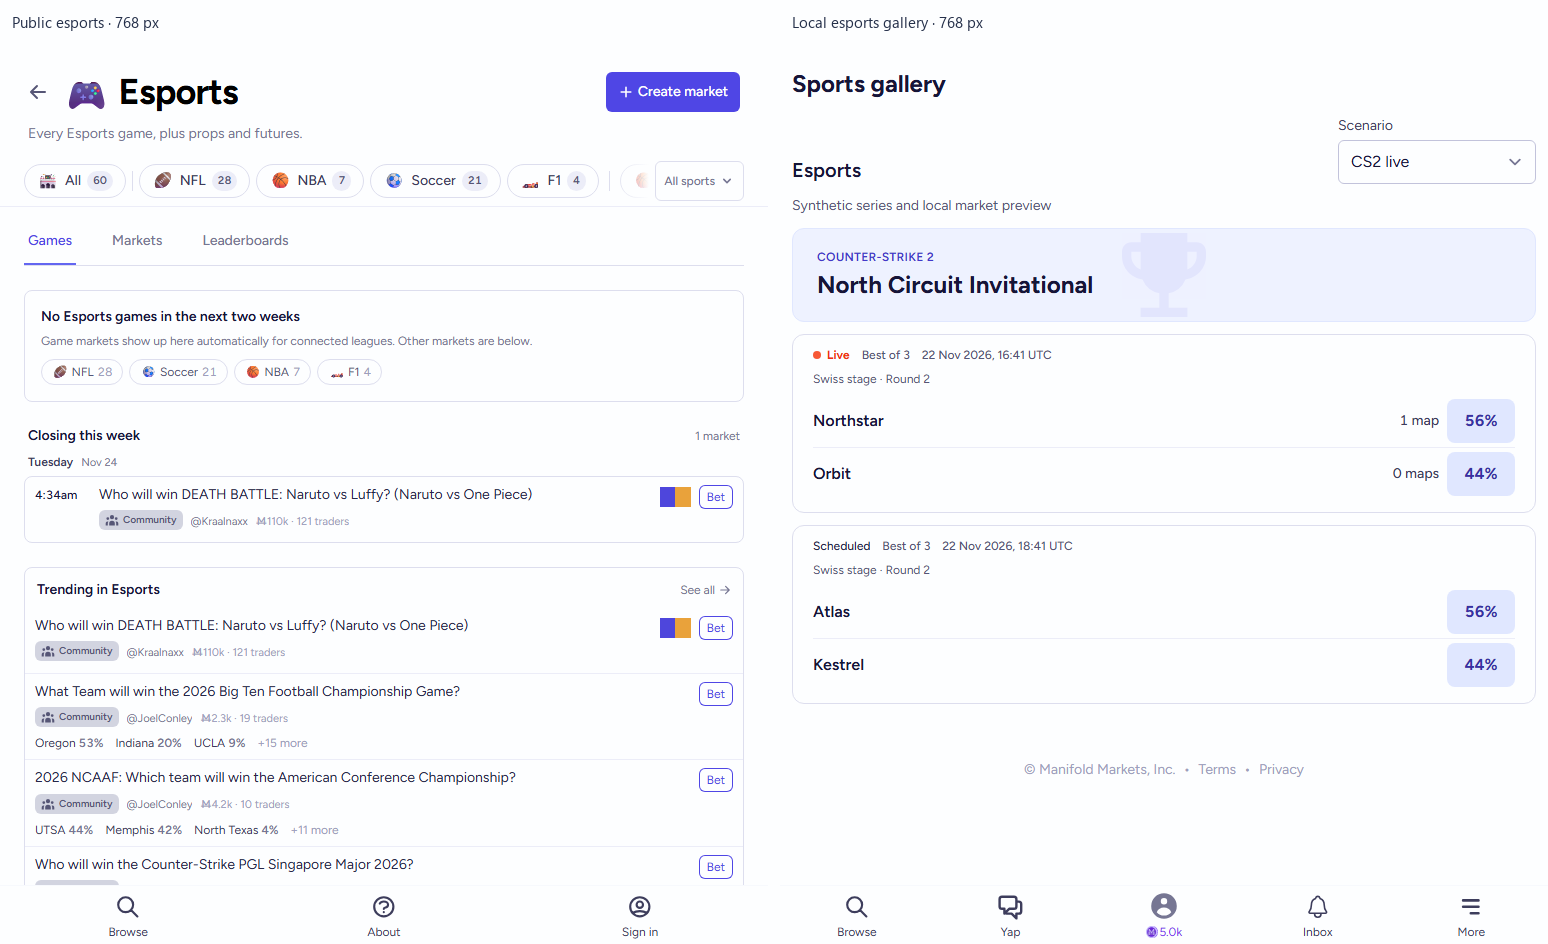 Public esports · 768 px
Esports
+ Create market
Every Esports game, plus props and futures.
All 60
NFL 28
NBA 7
Soccer 21
F1 4
All sports
Games
Markets
Leaderboards
No Esports games in the next two weeks
Game markets show up here automatically for connected leagues. Other markets are below.
NFL 28
Soccer 21
NBA 7
F1 4
Closing this week
1 market
Tuesday Nov 24
4:34am
Who will win DEATH BATTLE: Naruto vs Luffy? (Naruto vs One Piece)
Bet
Community @Kraalnaxx M110k · 121 traders
Trending in Esports
See all →
Who will win DEATH BATTLE: Naruto vs Luffy? (Naruto vs One Piece)
Bet
Community @Kraalnaxx M110k · 121 traders
What Team will win the 2026 Big Ten Football Championship Game?
Bet
Community @JoelConley M2.3k · 19 traders
Oregon 53% Indiana 20% UCLA 9% +15 more
2026 NCAAF: Which team will win the American Conference Championship?
Bet
Community @JoelConley M4.2k · 10 traders
UTSA 44% Memphis 42% North Texas 4% +11 more
Who will win the Counter-Strike PGL Singapore Major 2026?
Bet
Browse
About
Sign in
Local esports gallery · 768 px
Sports gallery
Scenario
CS2 live
Esports
Synthetic series and local market preview
COUNTER-STRIKE 2
North Circuit Invitational
Live Best of 3 22 Nov 2026, 16:41 UTC
Swiss stage · Round 2
Northstar 1 map 56%
Orbit 0 maps 44%
Scheduled Best of 3 22 Nov 2026, 18:41 UTC
Swiss stage · Round 2
Atlas 56%
Kestrel 44%
© Manifold Markets, Inc. • Terms • Privacy
Browse
Yap
M 5.0k
Inbox
More